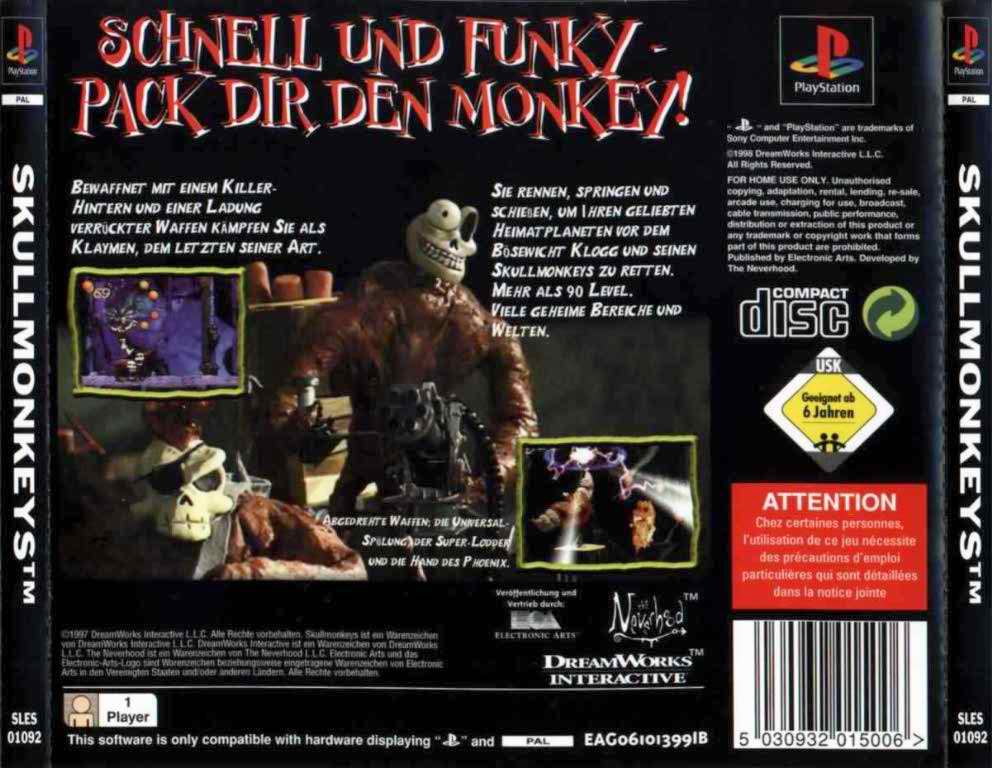 SCHNELL UND FUNKY -
PACK DIR DEN MONKEY!
BEWAFFNET MIT EINEM KILLER-
HINTERN UND EINER LADUNG
VERRÜCKTER WAFFEN KÄMPFEN SIE ALS
KLAYMEN, DEM LETZTEN SEINER ART.
SIE RENNEN, SPRINGEN UND
SCHIEßEN, UM IHREN GELIEBTEN
HEIMATPLANETEN VOR DEM
BÖSEWICHT KLOGG UND SEINEN
SKULLMONKEYS ZU RETTEN.
MEHR ALS 90 LEVEL.
VIELE GEHEIME BEREICHE UND
WELTEN.
69
ABGEDREHTE WAFFEN; DIE UNIVERSAL-
SPÜLUNG, DER SUPER-LODDER
UND DIE HAND DES PHOENIX.
Veröffentlichung und
Vertrieb durch:
EA
ELECTRONIC ARTS
the
Neverhood™
DREAMWORKS™
INTERACTIVE
©1997 DreamWorks Interactive L.L.C. Alle Rechte vorbehalten. Skullmonkeys ist ein Warenzeichen
von DreamWorks Interactive L.L.C. DreamWorks Interactive ist ein Warenzeichen von DreamWorks
L.L.C. The Neverhood ist ein Warenzeichen von The Neverhood L.L.C. Electronic Arts und das
Electronic-Arts-Logo sind Warenzeichen beziehungsweise eingetragene Warenzeichen von Electronic
Arts in den Vereinigten Staaten und/oder anderen Ländern. Alle Rechte vorbehalten.
1
Player
This software is only compatible with hardware displaying " " and PAL
EAG06101399IB
PlayStation
" " and "PlayStation" are trademarks of
Sony Computer Entertainment Inc.
©1998 DreamWorks Interactive L.L.C.
All Rights Reserved.
FOR HOME USE ONLY. Unauthorised
copying, adaptation, rental, lending, re-sale,
arcade use, charging for use, broadcast,
cable transmission, public performance,
distribution or extraction of this product or
any trademark or copyright work that forms
part of this product are prohibited.
Published by Electronic Arts. Developed by
The Neverhood.
COMPACT
disc
USK
Geeignet ab
6 Jahren
ATTENTION
Chez certaines personnes,
l'utilisation de ce jeu nécessite
des précautions d'emploi
particulières qui sont détaillées
dans la notice jointe
5 030932 015006 >
PlayStation
PAL
SKULLMONKEYS™
SLES
01092
PlayStation
PAL
SKULLMONKEYS™
SLES
01092